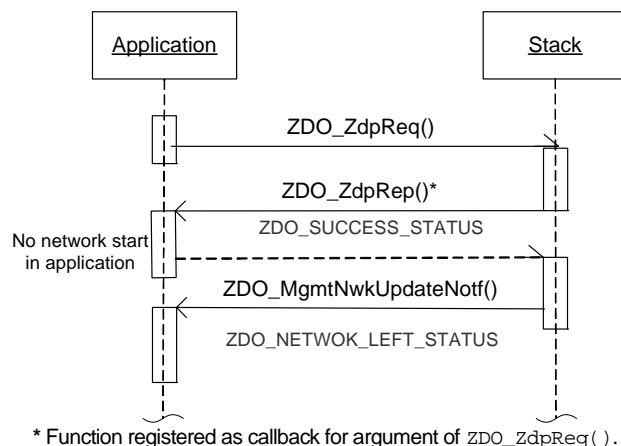 Application
Stack
ZDO_ZdpReq()
ZDO_ZdpRep()*
ZDO_SUCCESS_STATUS
No network start
in application
ZDO_MgmtNwkUpdateNotf()
ZDO_NETWOK_LEFT_STATUS
* Function registered as callback for argument of ZDO_ZdpReq().